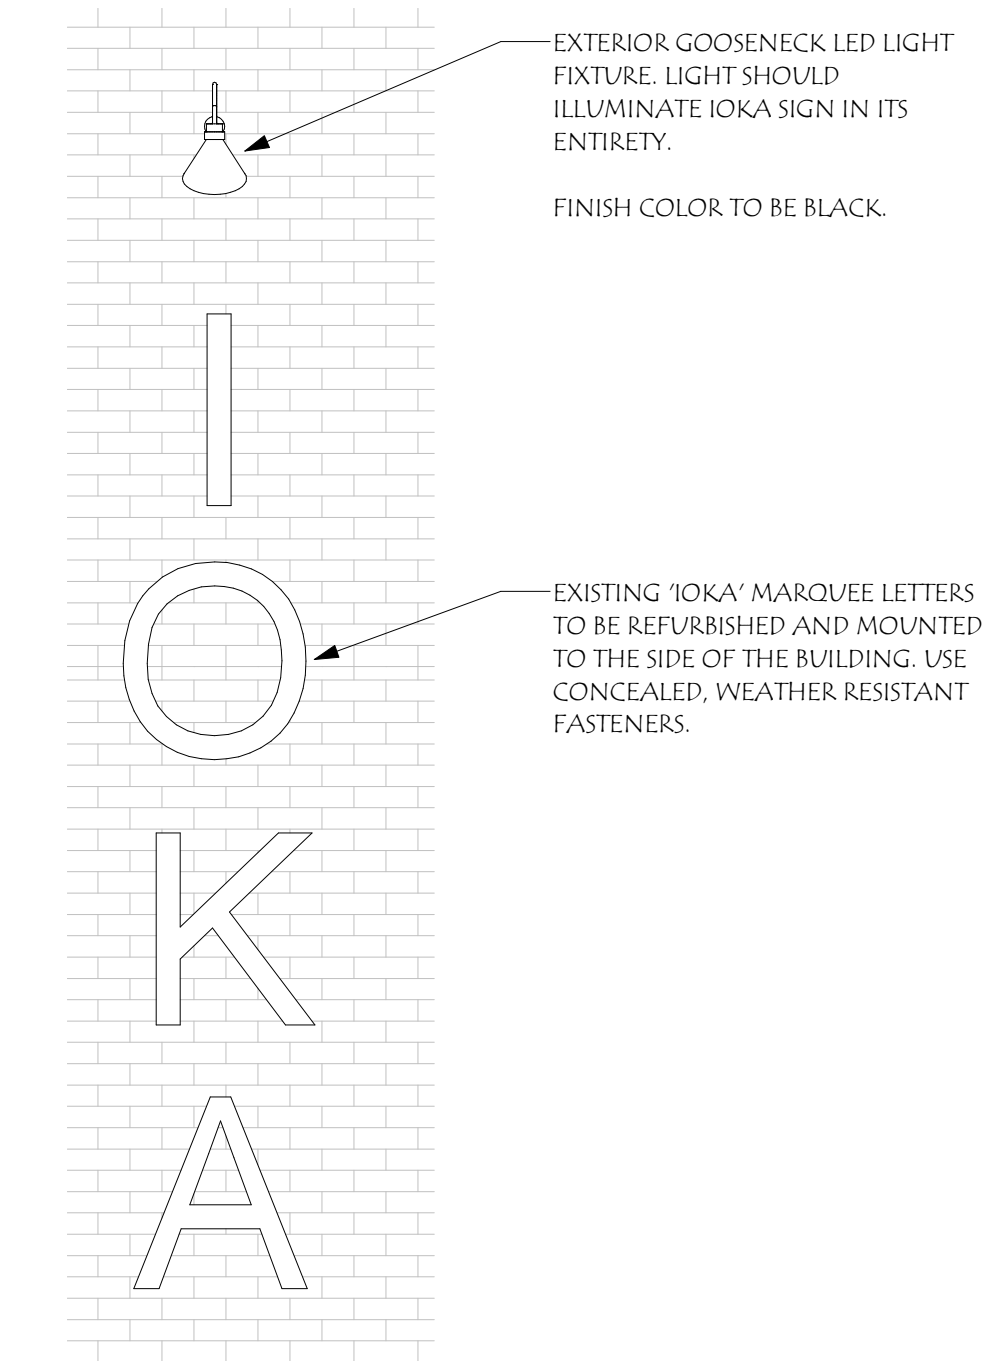 EXTERIOR GOOSENECK LED LIGHT
FIXTURE. LIGHT SHOULD
ILLUMINATE IOKA SIGN IN ITS
ENTIRETY.
FINISH COLOR TO BE BLACK.
I
O
K
A
EXISTING 'IOKA' MARQUEE LETTERS
TO BE REFURBISHED AND MOUNTED
TO THE SIDE OF THE BUILDING. USE
CONCEALED, WEATHER RESISTANT
FASTENERS.